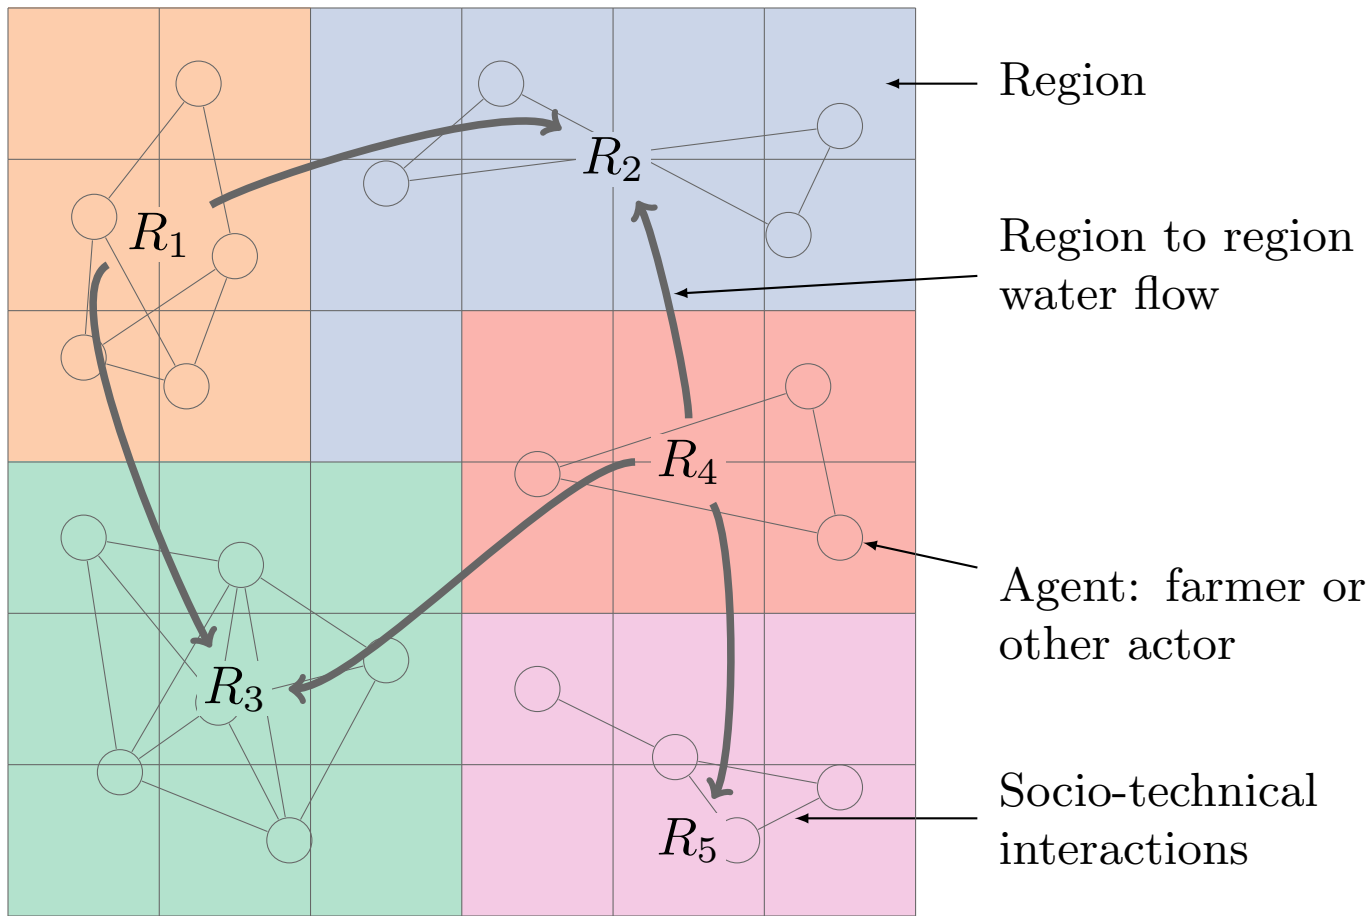 Region
R2
R1
Region to region
water flow
R4
Agent: farmer or
other actor
R3
Socio-technical
R5
interactions